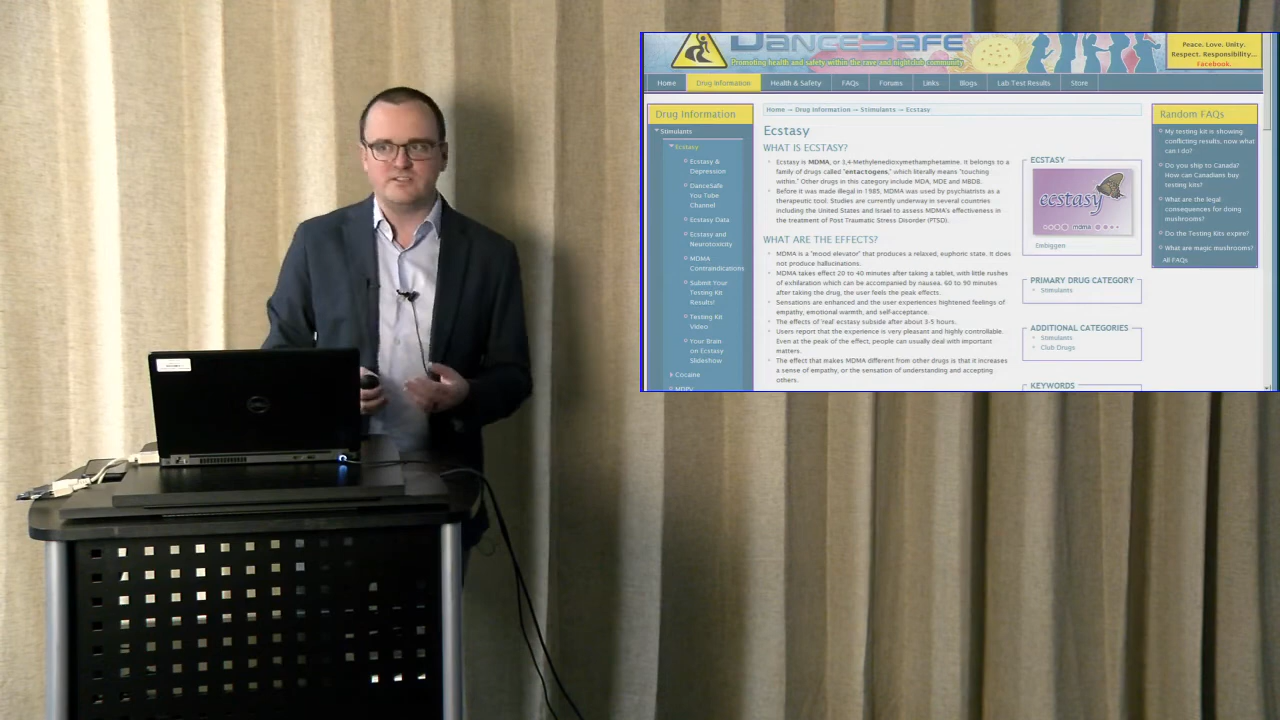 DanceSafe
Promoting health and safety within the rave and nightclub community
Peace. Love. Unity.
Respect. Responsibility...
Facebook.
Home
Drug Information
Health & Safety
FAQs
Forums
Links
Blogs
Lab Test Results
Store
Drug Information
Stimulants
Ecstasy
Ecstasy &
Depression
DanceSafe
You Tube
Channel
Ecstasy Data
Ecstasy and
Neurotoxicity
MDMA
Contraindications
Submit Your
Testing Kit
Results!
Testing Kit
Video
Your Brain
on Ecstasy
Slideshow
Cocaine
MDPV
Home → Drug Information → Stimulants → Ecstasy
Ecstasy
WHAT IS ECSTASY?
Ecstasy is MDMA, or 3,4-Methylenedioxymethamphetamine. It belongs to a
family of drugs called "entactogens," which literally means "touching
within." Other drugs in this category include MDA, MDE and MBDB.
Before it was made illegal in 1985, MDMA was used by psychiatrists as a
therapeutic tool. Studies are currently underway in several countries
including the United States and Israel to assess MDMA's effectiveness in
the treatment of Post Traumatic Stress Disorder (PTSD).
WHAT ARE THE EFFECTS?
MDMA is a "mood elevator" that produces a relaxed, euphoric state. It does
not produce hallucinations.
MDMA takes effect 20 to 40 minutes after taking a tablet, with little rushes
of exhilaration which can be accompanied by nausea. 60 to 90 minutes
after taking the drug, the user feels the peak effects.
Sensations are enhanced and the user experiences hightened feelings of
empathy, emotional warmth, and self-acceptance.
The effects of 'real' ecstasy subside after about 3-5 hours.
Users report that the experience is very pleasant and highly controllable.
Even at the peak of the effect, people can usually deal with important
matters.
The effect that makes MDMA different from other drugs is that it increases
a sense of empathy, or the sensation of understanding and accepting
others.
ECSTASY
ecstasy
mdma
Embiggen
PRIMARY DRUG CATEGORY
Stimulants
ADDITIONAL CATEGORIES
Stimulants
Club Drugs
KEYWORDS
Random FAQs
My testing kit is showing
conflicting results, now what
can I do?
Do you ship to Canada?
How can Canadians buy
testing kits?
What are the legal
consequences for doing
mushrooms?
Do the Testing Kits expire?
What are magic mushrooms?
All FAQs
DELL